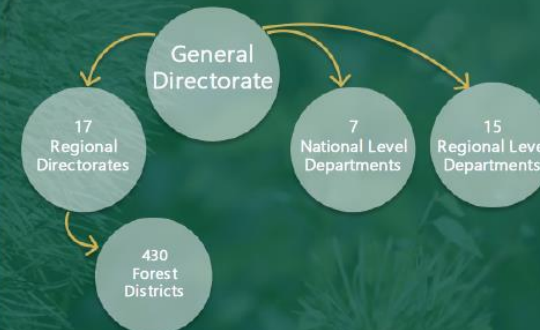 General
Directorate
17
Regional
Directorates
7
National Level
Departments
15
Regional Leve
Departments
430
Forest
Districts